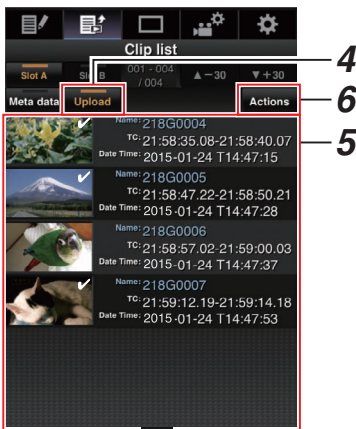 Clip list
Slot A
Slot B
001 - 004
/ 004
▲-30
▼+30
4
Meta data
Upload
Actions
6
5
Name: 218G0004
TC: 21:58:35.08-21:58:40.07
Date Time: 2015-01-24 T14:47:15
Name: 218G0005
TC: 21:58:47.22-21:58:50.21
Date Time: 2015-01-24 T14:47:28
Name: 218G0006
TC: 21:58:57.02-21:59:00.03
Date Time: 2015-01-24 T14:47:37
Name: 218G0007
TC: 21:59:12.19-21:59:14.18
Date Time: 2015-01-24 T14:47:53